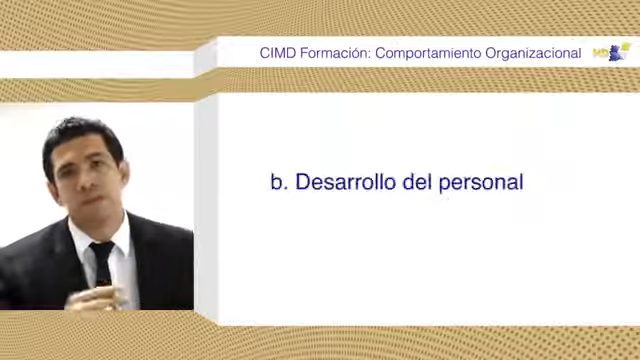 CIMD Formación: Comportamiento Organizacional
b. Desarrollo del personal